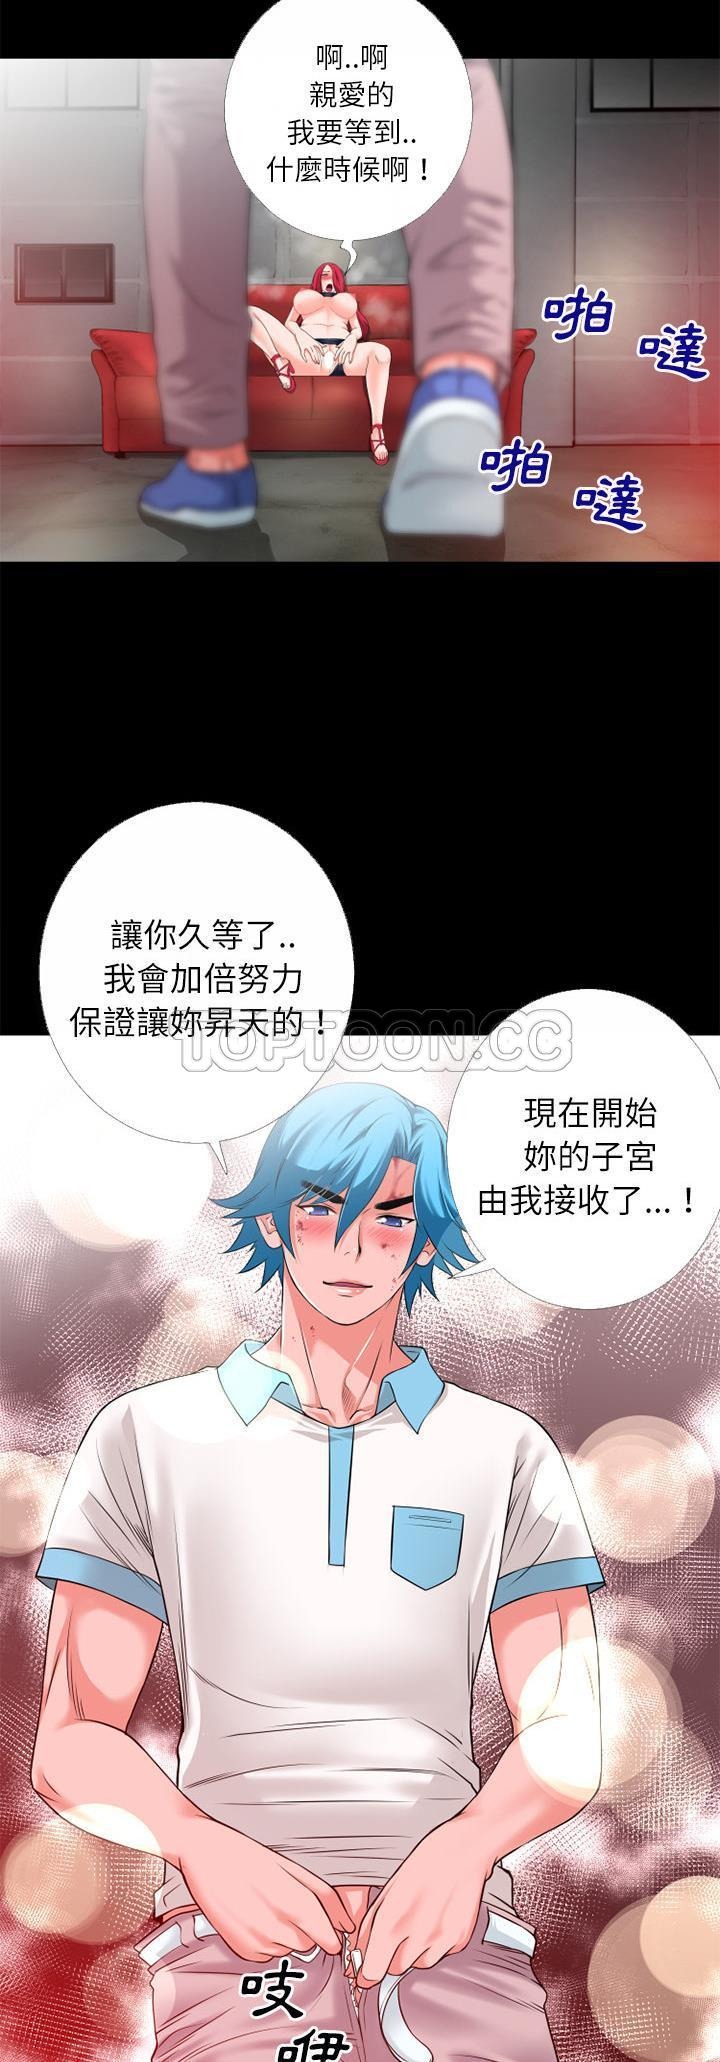 啊..啊
親愛的
我要等到..
什麼時候啊！
啪 噠
啪 噠
讓你久等了..
我會加倍努力
保證讓妳昇天的！
TOPTOON.CC
現在開始
妳的子宮
由我接收了...！
吱
咿